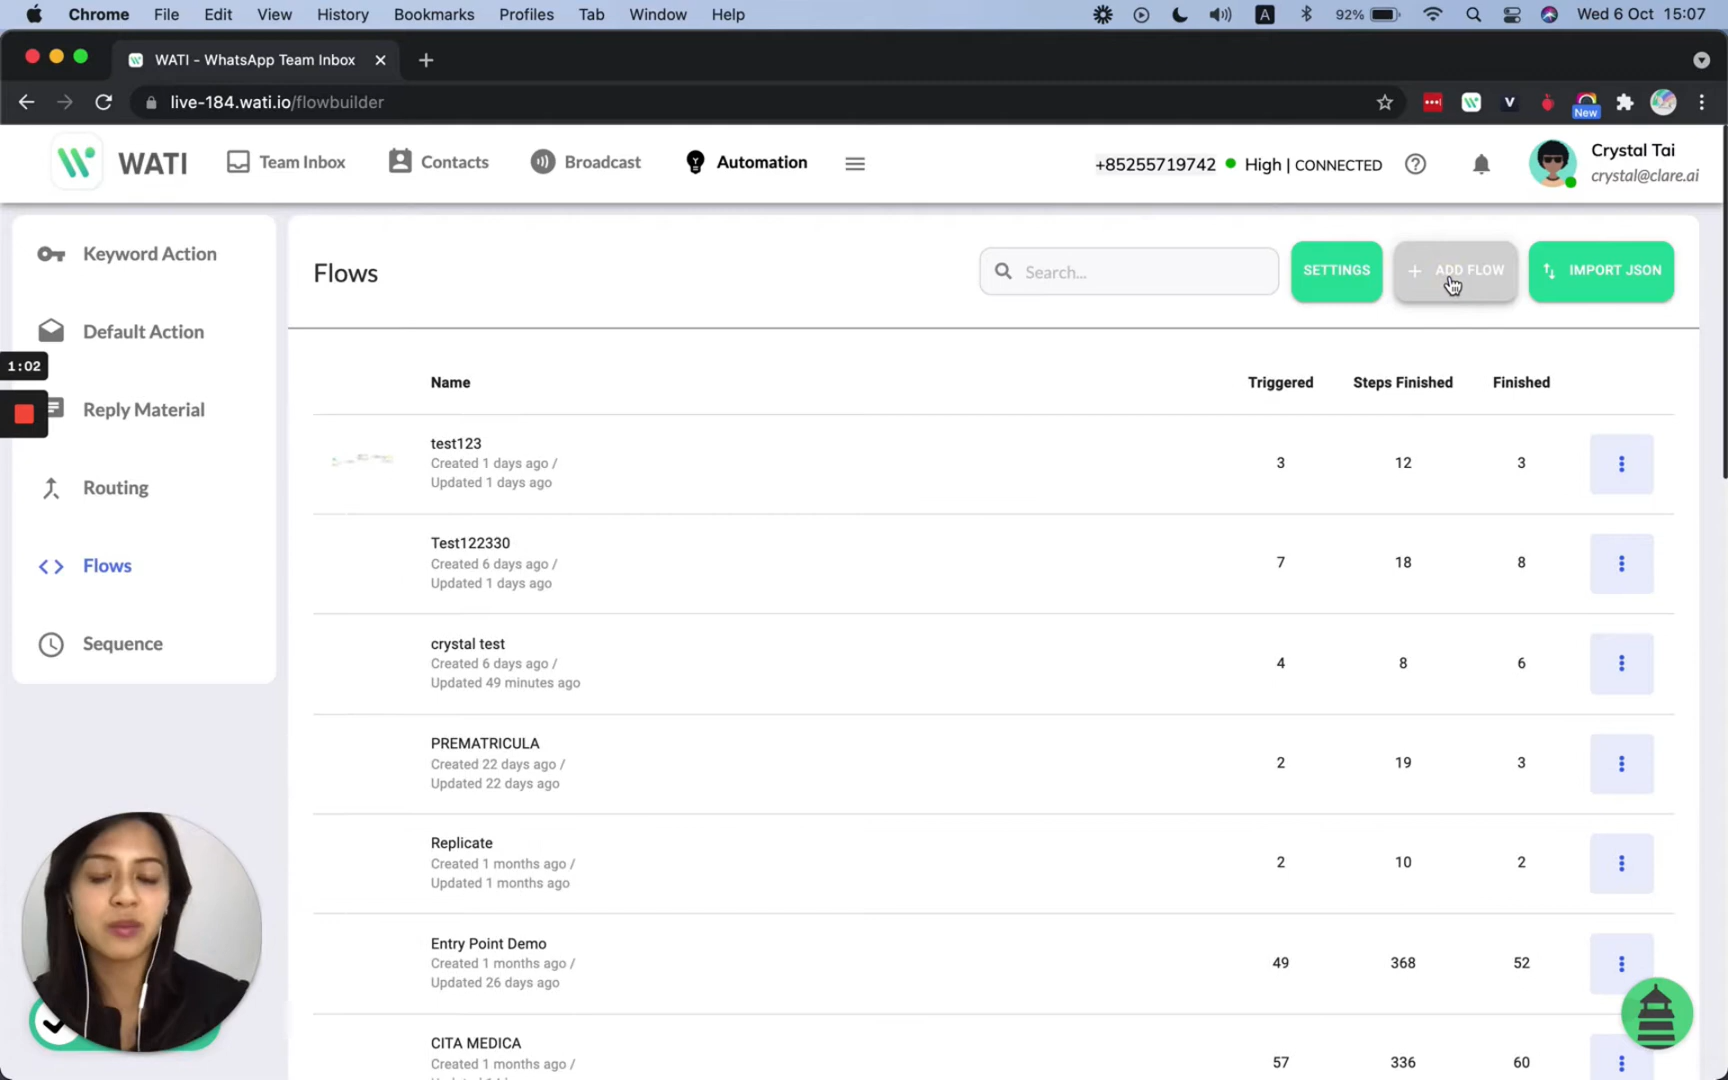 Chrome File Edit View History Bookmarks Profiles Tab Window Help A 92% Wed 6 Oct 15:07
WATI - WhatsApp Team Inbox
live-184.wati.io/flowbuilder
V
New
WATI Team Inbox Contacts Broadcast Automation +85255719742 High | CONNECTED Crystal Tai
crystal@clare.ai
Keyword Action
Default Action
1:02
Reply Material
Routing
Flows
Sequence
Flows Search... SETTINGS + ADD FLOW IMPORT JSON
Name Triggered Steps Finished Finished
test123
Created 1 days ago /
Updated 1 days ago
3 12 3
Test122330
Created 6 days ago /
Updated 1 days ago
7 18 8
crystal test
Created 6 days ago /
Updated 49 minutes ago
4 8 6
PREMATRICULA
Created 22 days ago /
Updated 22 days ago
2 19 3
Replicate
Created 1 months ago /
Updated 1 months ago
2 10 2
Entry Point Demo
Created 1 months ago /
Updated 26 days ago
49 368 52
CITA MEDICA
Created 1 months ago /
57 336 60